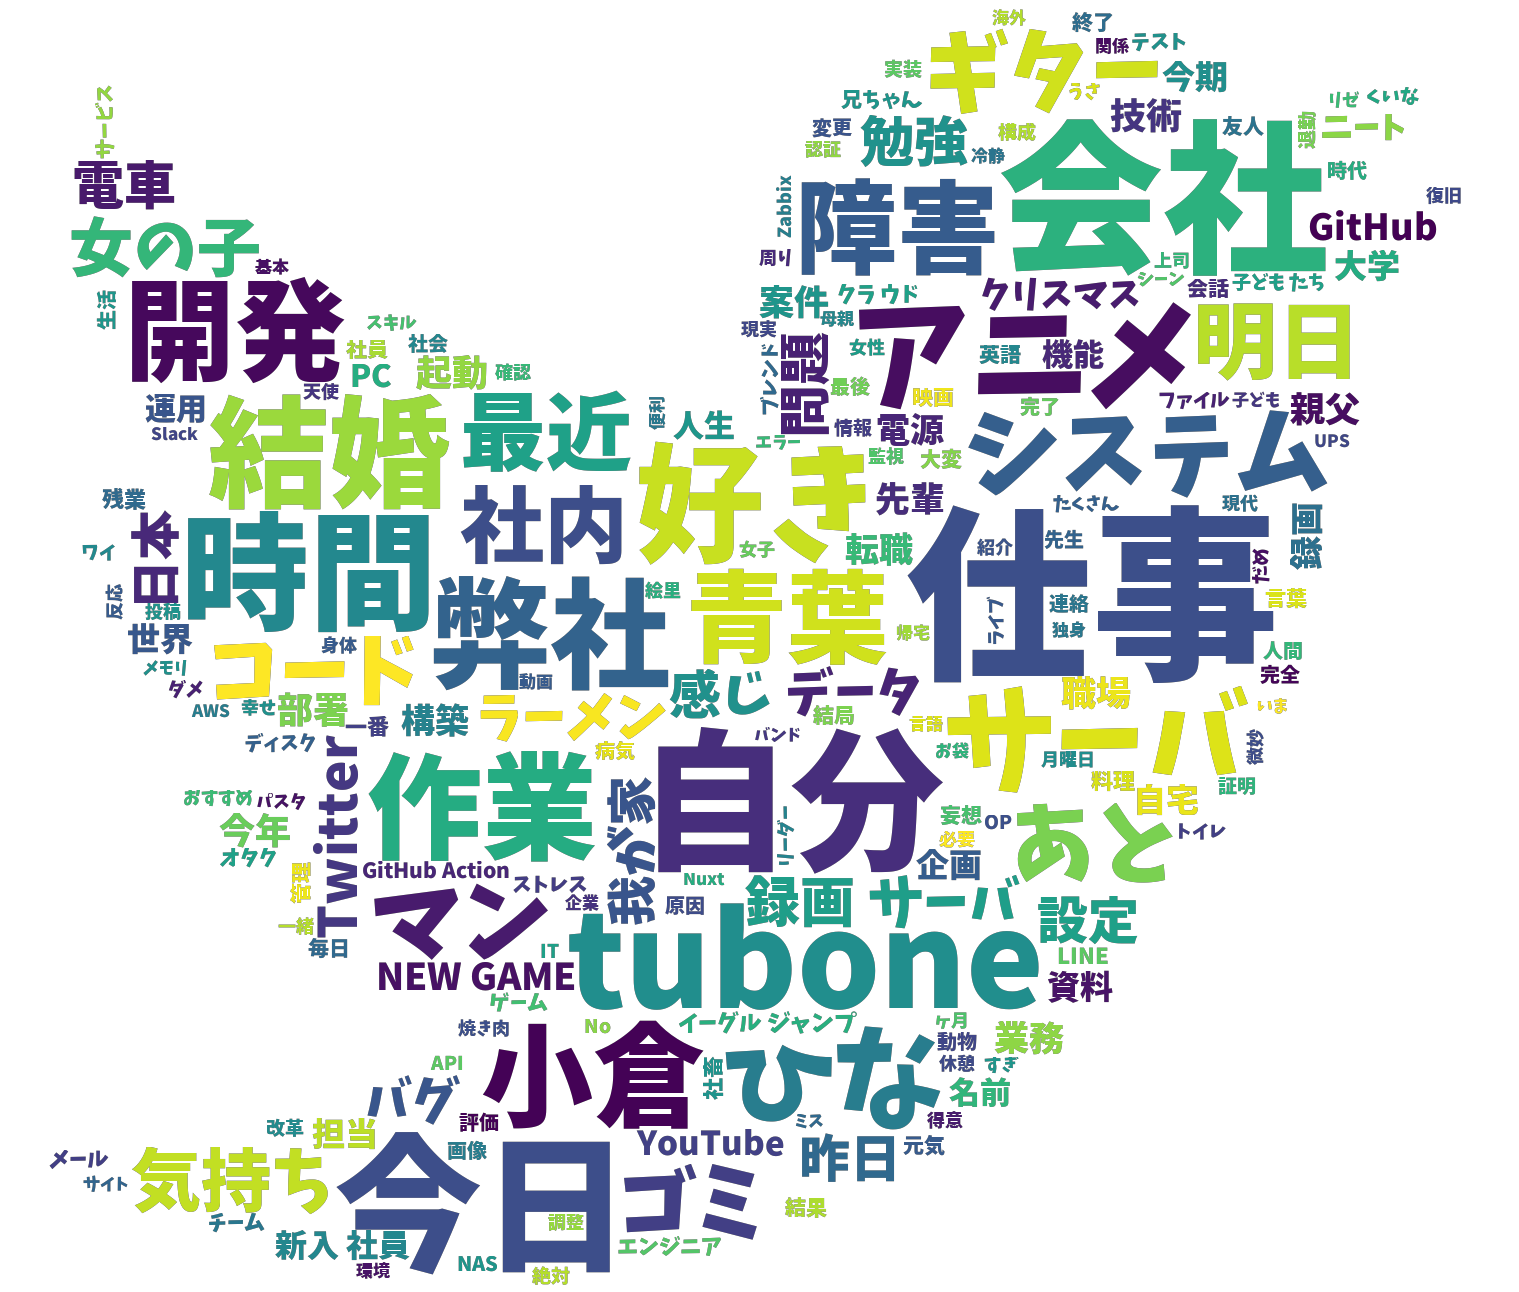 海外
終了
関係
テスト
ギター
実装
今期
うさ
兄ちゃん
技術
リゼ
くいな
サービス
変更
勉強
構成
友人
退勤
ニート
認証
冷静
会社
電車
障害
時代
Zabbix
復旧
女の子
GitHub
周り
上司
大学
基本
シーン
子どもたち
生活
開発
案件
クラウド
クリスマス
会話
スキル
現実
母親
アニメ
明日
社員
社会
問題
女性
英語
機能
PC
起動
確認
ブレンド
天使
最後
映画
運用
結婚
最近
便利
人生
完了
ファイル
子ども
親父
Slack
情報
電源
システム
UPS
エラー
好き
監視
大変
残業
社内
先輩
たくさん
現代
日本
時間
録画
ワイ
女子
転職
仕事
紹介
先生
だめ
反応
投稿
弊社
絵里
青葉
ライブ
連絡
言葉
世界
コード
身体
帰宅
独身
メモリ
人間
ダメ
動画
感じ
データ
職場
完全
AWS
幸せ
部署
一番
構築
ラーメン
結局
言語
サーバ
いま
ディスク
病気
バンド
お袋
月曜日
微妙
Twitter
作業
我が家
自分
料理
証明
おすすめ
パスタ
自宅
今年
リーダー
妄想
OP
あと
トイレ
オタク
必要
管理
GitHub Action
企画
マン
ストレス
Nuxt
録画サーバ
企業
原因
設定
一緒
tubone
毎日
IT
LINE
NEW GAME
資料
ゲーム
焼き肉
No
イーグルジャンプ
ヶ月
小倉
ひな
動物
業務
API
社畜
休憩
すぎ
バグ
名前
評価
ミス
得意
改革
担当
今日
YouTube
昨日
元気
メール
気持ち
画像
サイト
ゴミ
結果
チーム
調整
新入社員
エンジニア
環境
NAS
絶対